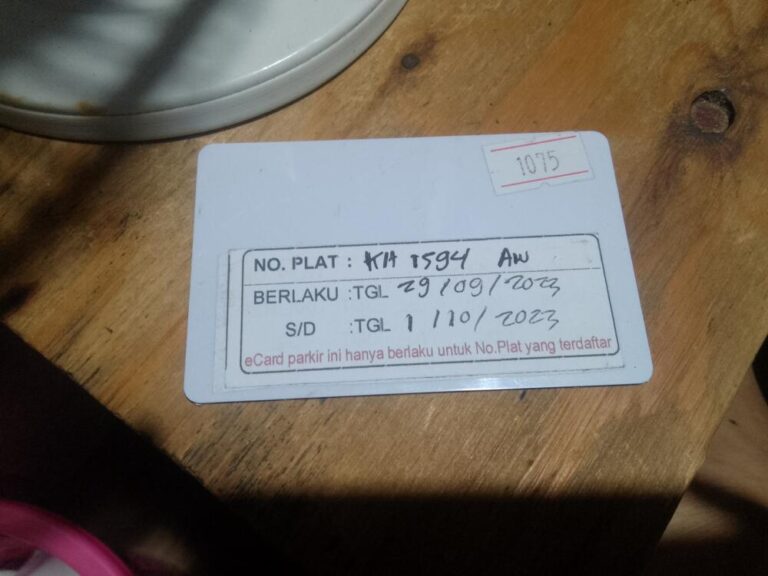 1075
NO. PLAT : KH 1594 AW
BERLAKU :TGL 29/09/2023
S/D :TGL 1/10/2023
eCard parkir ini hanya berlaku untuk No.Plat yang terdaftar